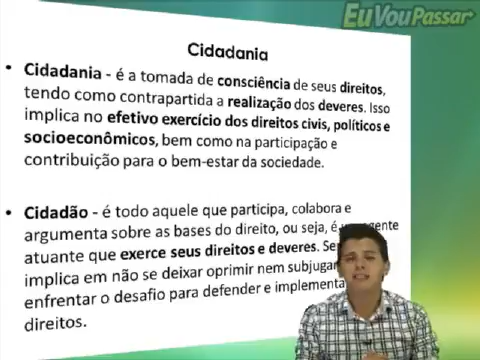 EuVouPassar
Cidadania
• Cidadania - é a tomada de consciência de seus direitos,
tendo como contrapartida a realização dos deveres. Isso
implica no efetivo exercício dos direitos civis, políticos e
socioeconômicos, bem como na participação e
contribuição para o bem-estar da sociedade.
• Cidadão - é todo aquele que participa, colabora e
argumenta sobre as bases do direito, ou seja, é
atuante que exerce seus direitos e deveres.
implica em não se deixar oprimir nem subjugar
enfrentar o desafio para defender e implementa
direitos.